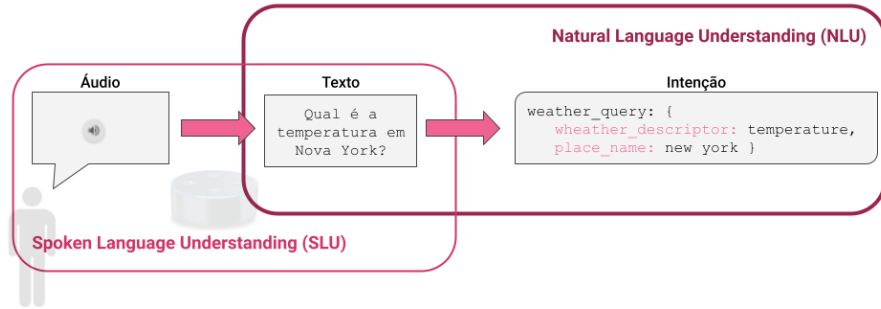 Natural Language Understanding (NLU)
Áudio
Texto
Intenção
Qual é a
temperatura em
Nova York?
weather_query: {
wheather_descriptor: temperature,
place_name: new york }
Spoken Language Understanding (SLU)